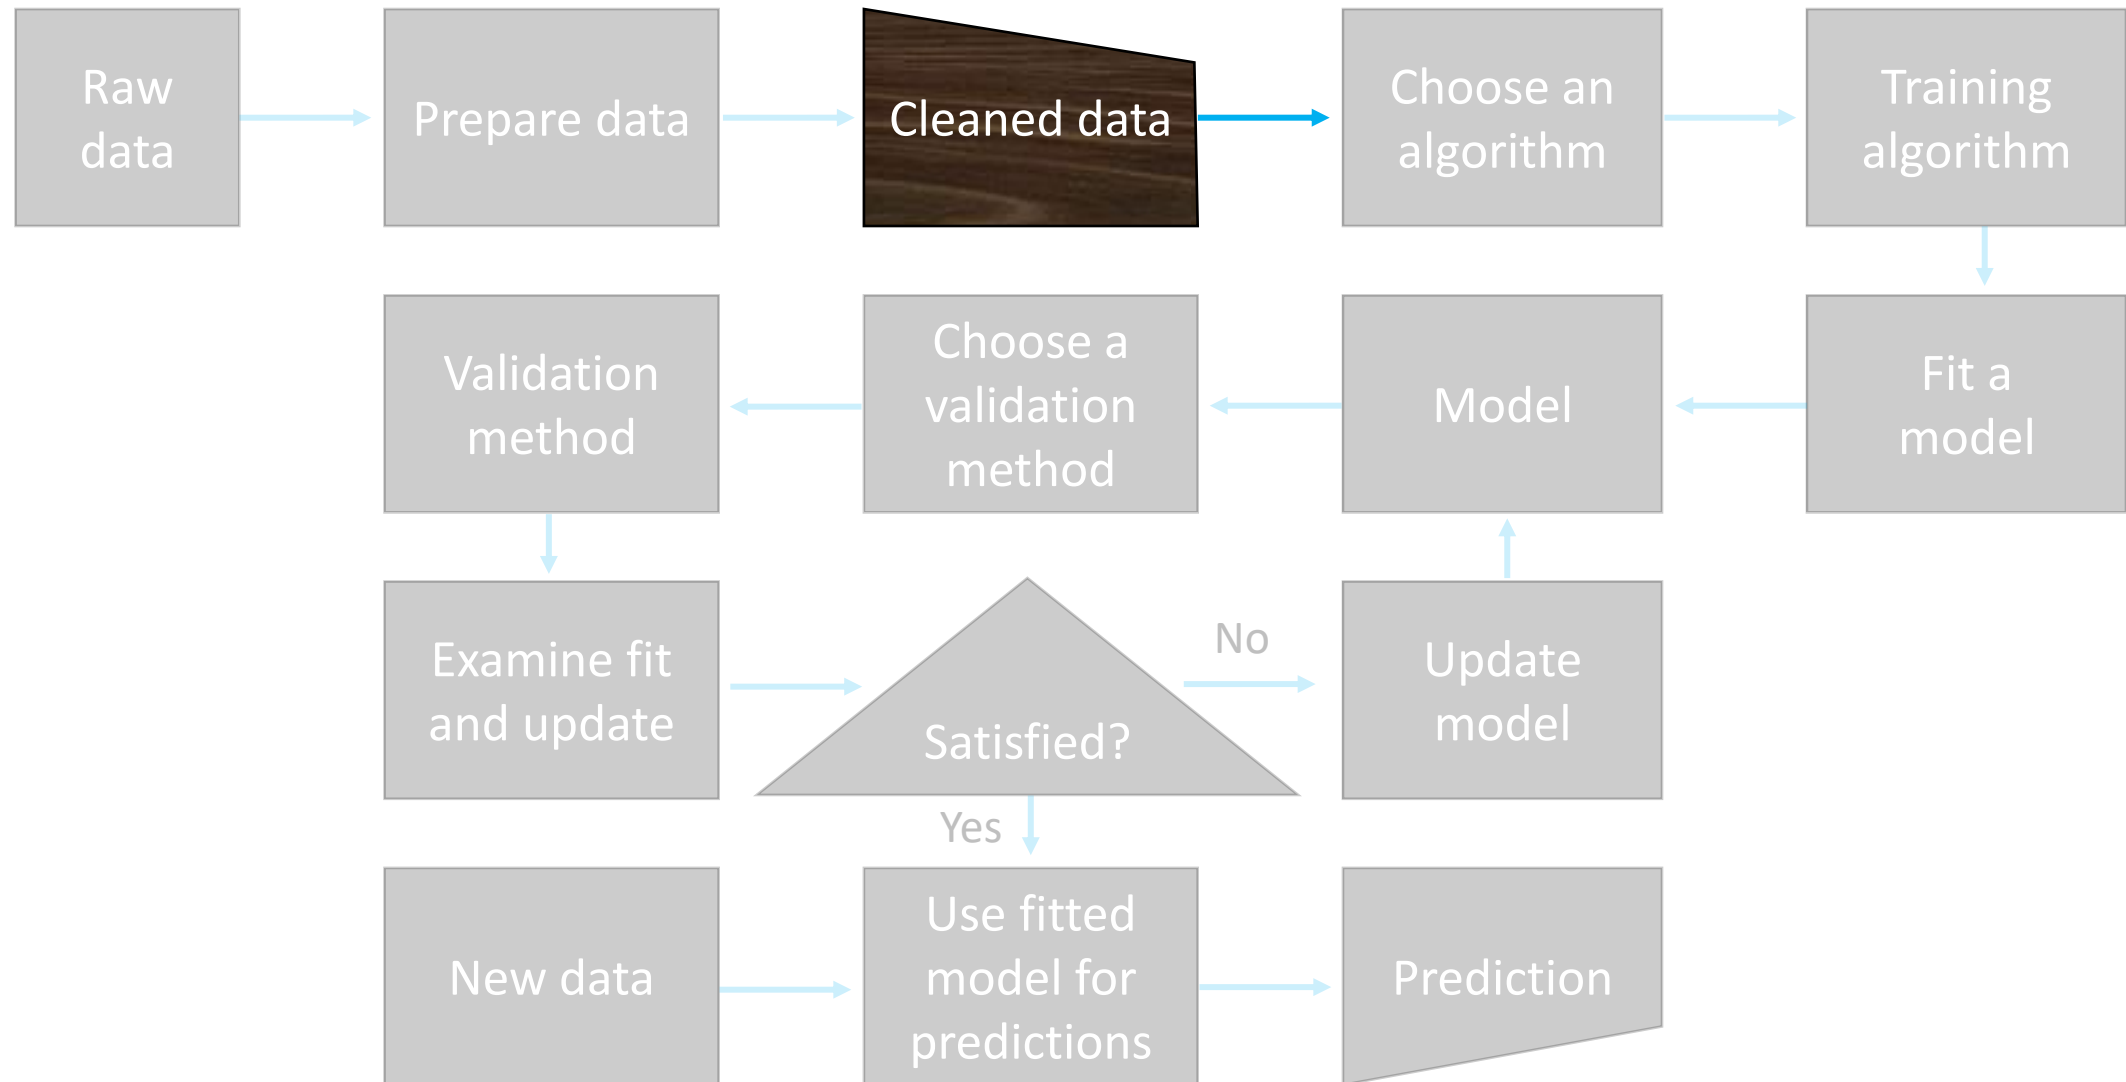 Raw
data
Prepare data
Cleaned data
Choose an
algorithm
Training
algorithm
Validation
method
Choose a
validation
method
Model
Fit a
model
Examine fit
and update
Satisfied?
No
Update
model
Yes
New data
Use fitted
model for
predictions
Prediction